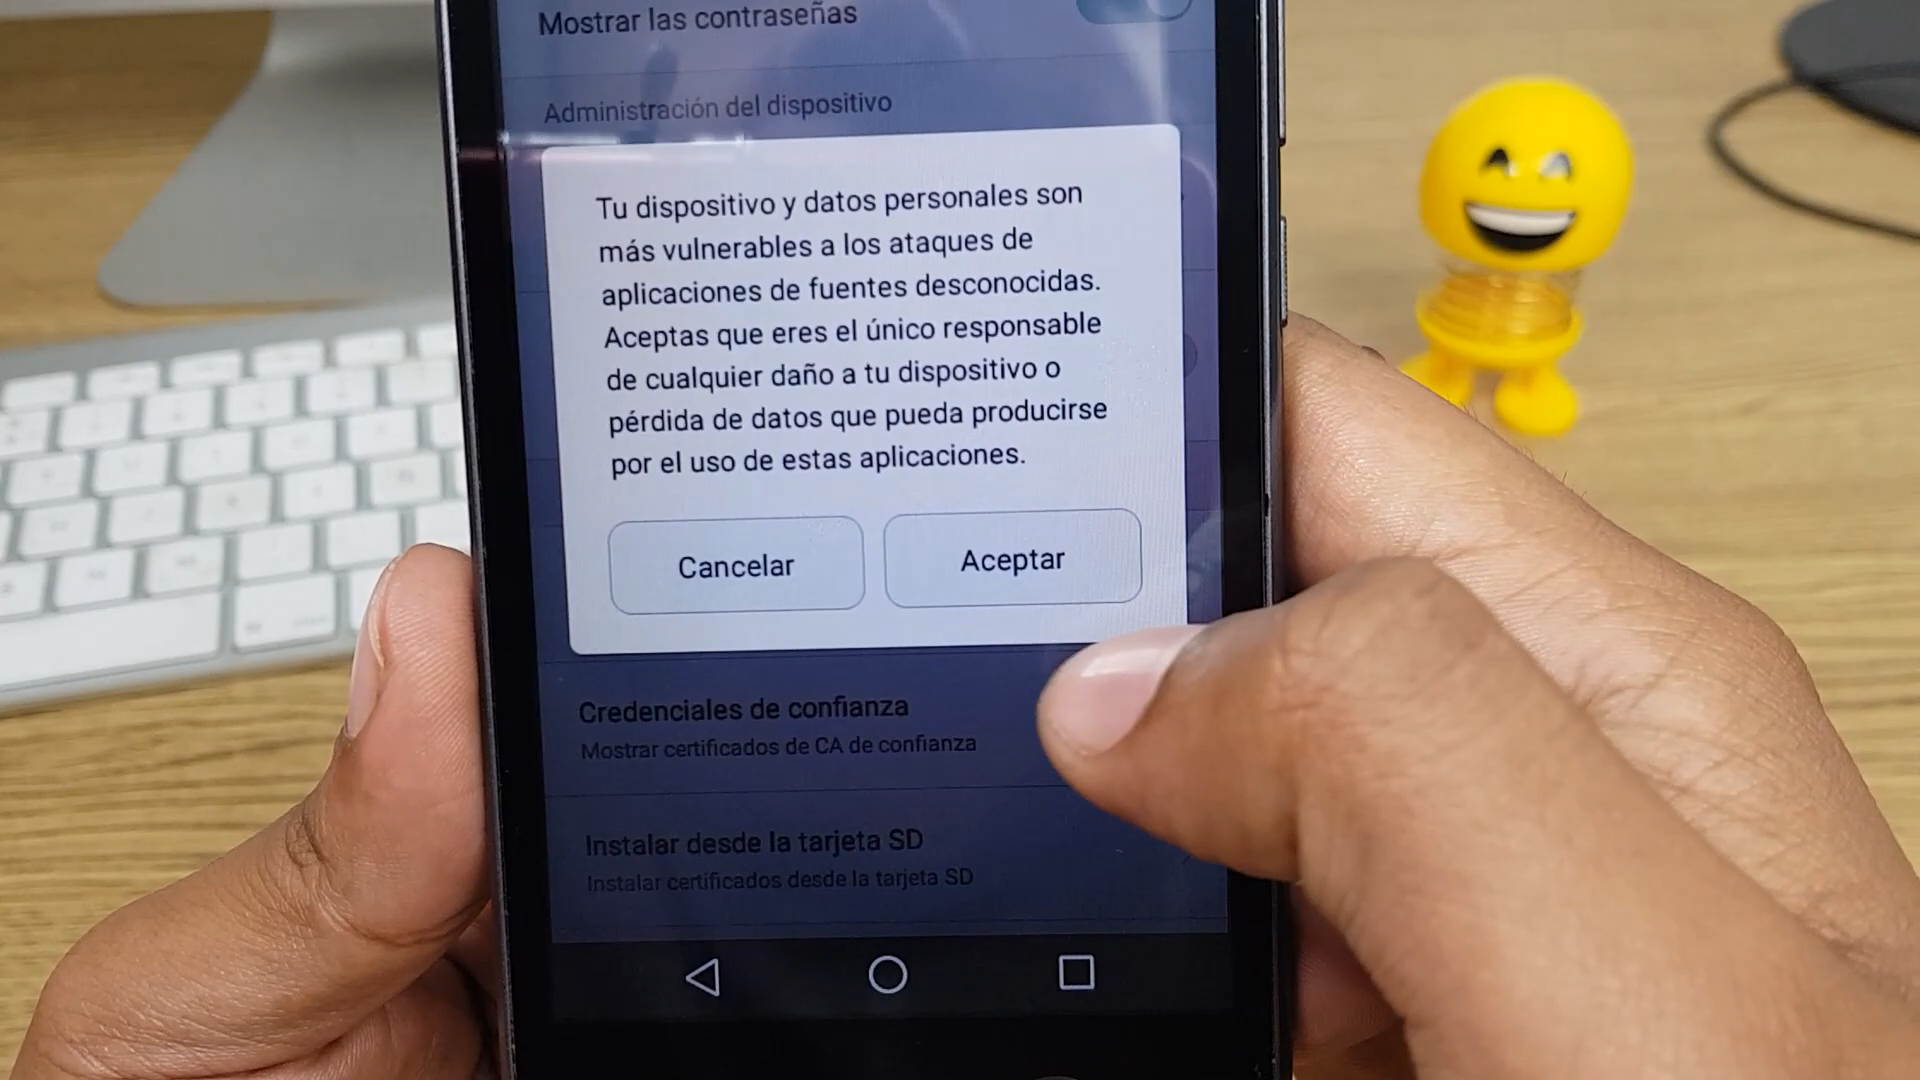 Mostrar las contraseñas
Administración del dispositivo
Tu dispositivo y datos personales son
más vulnerables a los ataques de
aplicaciones de fuentes desconocidas.
Aceptas que eres el único responsable
de cualquier daño a tu dispositivo o
pérdida de datos que pueda producirse
por el uso de estas aplicaciones.
Cancelar
Aceptar
Credenciales de confianza
Mostrar certificados de CA de confianza
Instalar desde la tarjeta SD
Instalar certificados desde la tarjeta SD